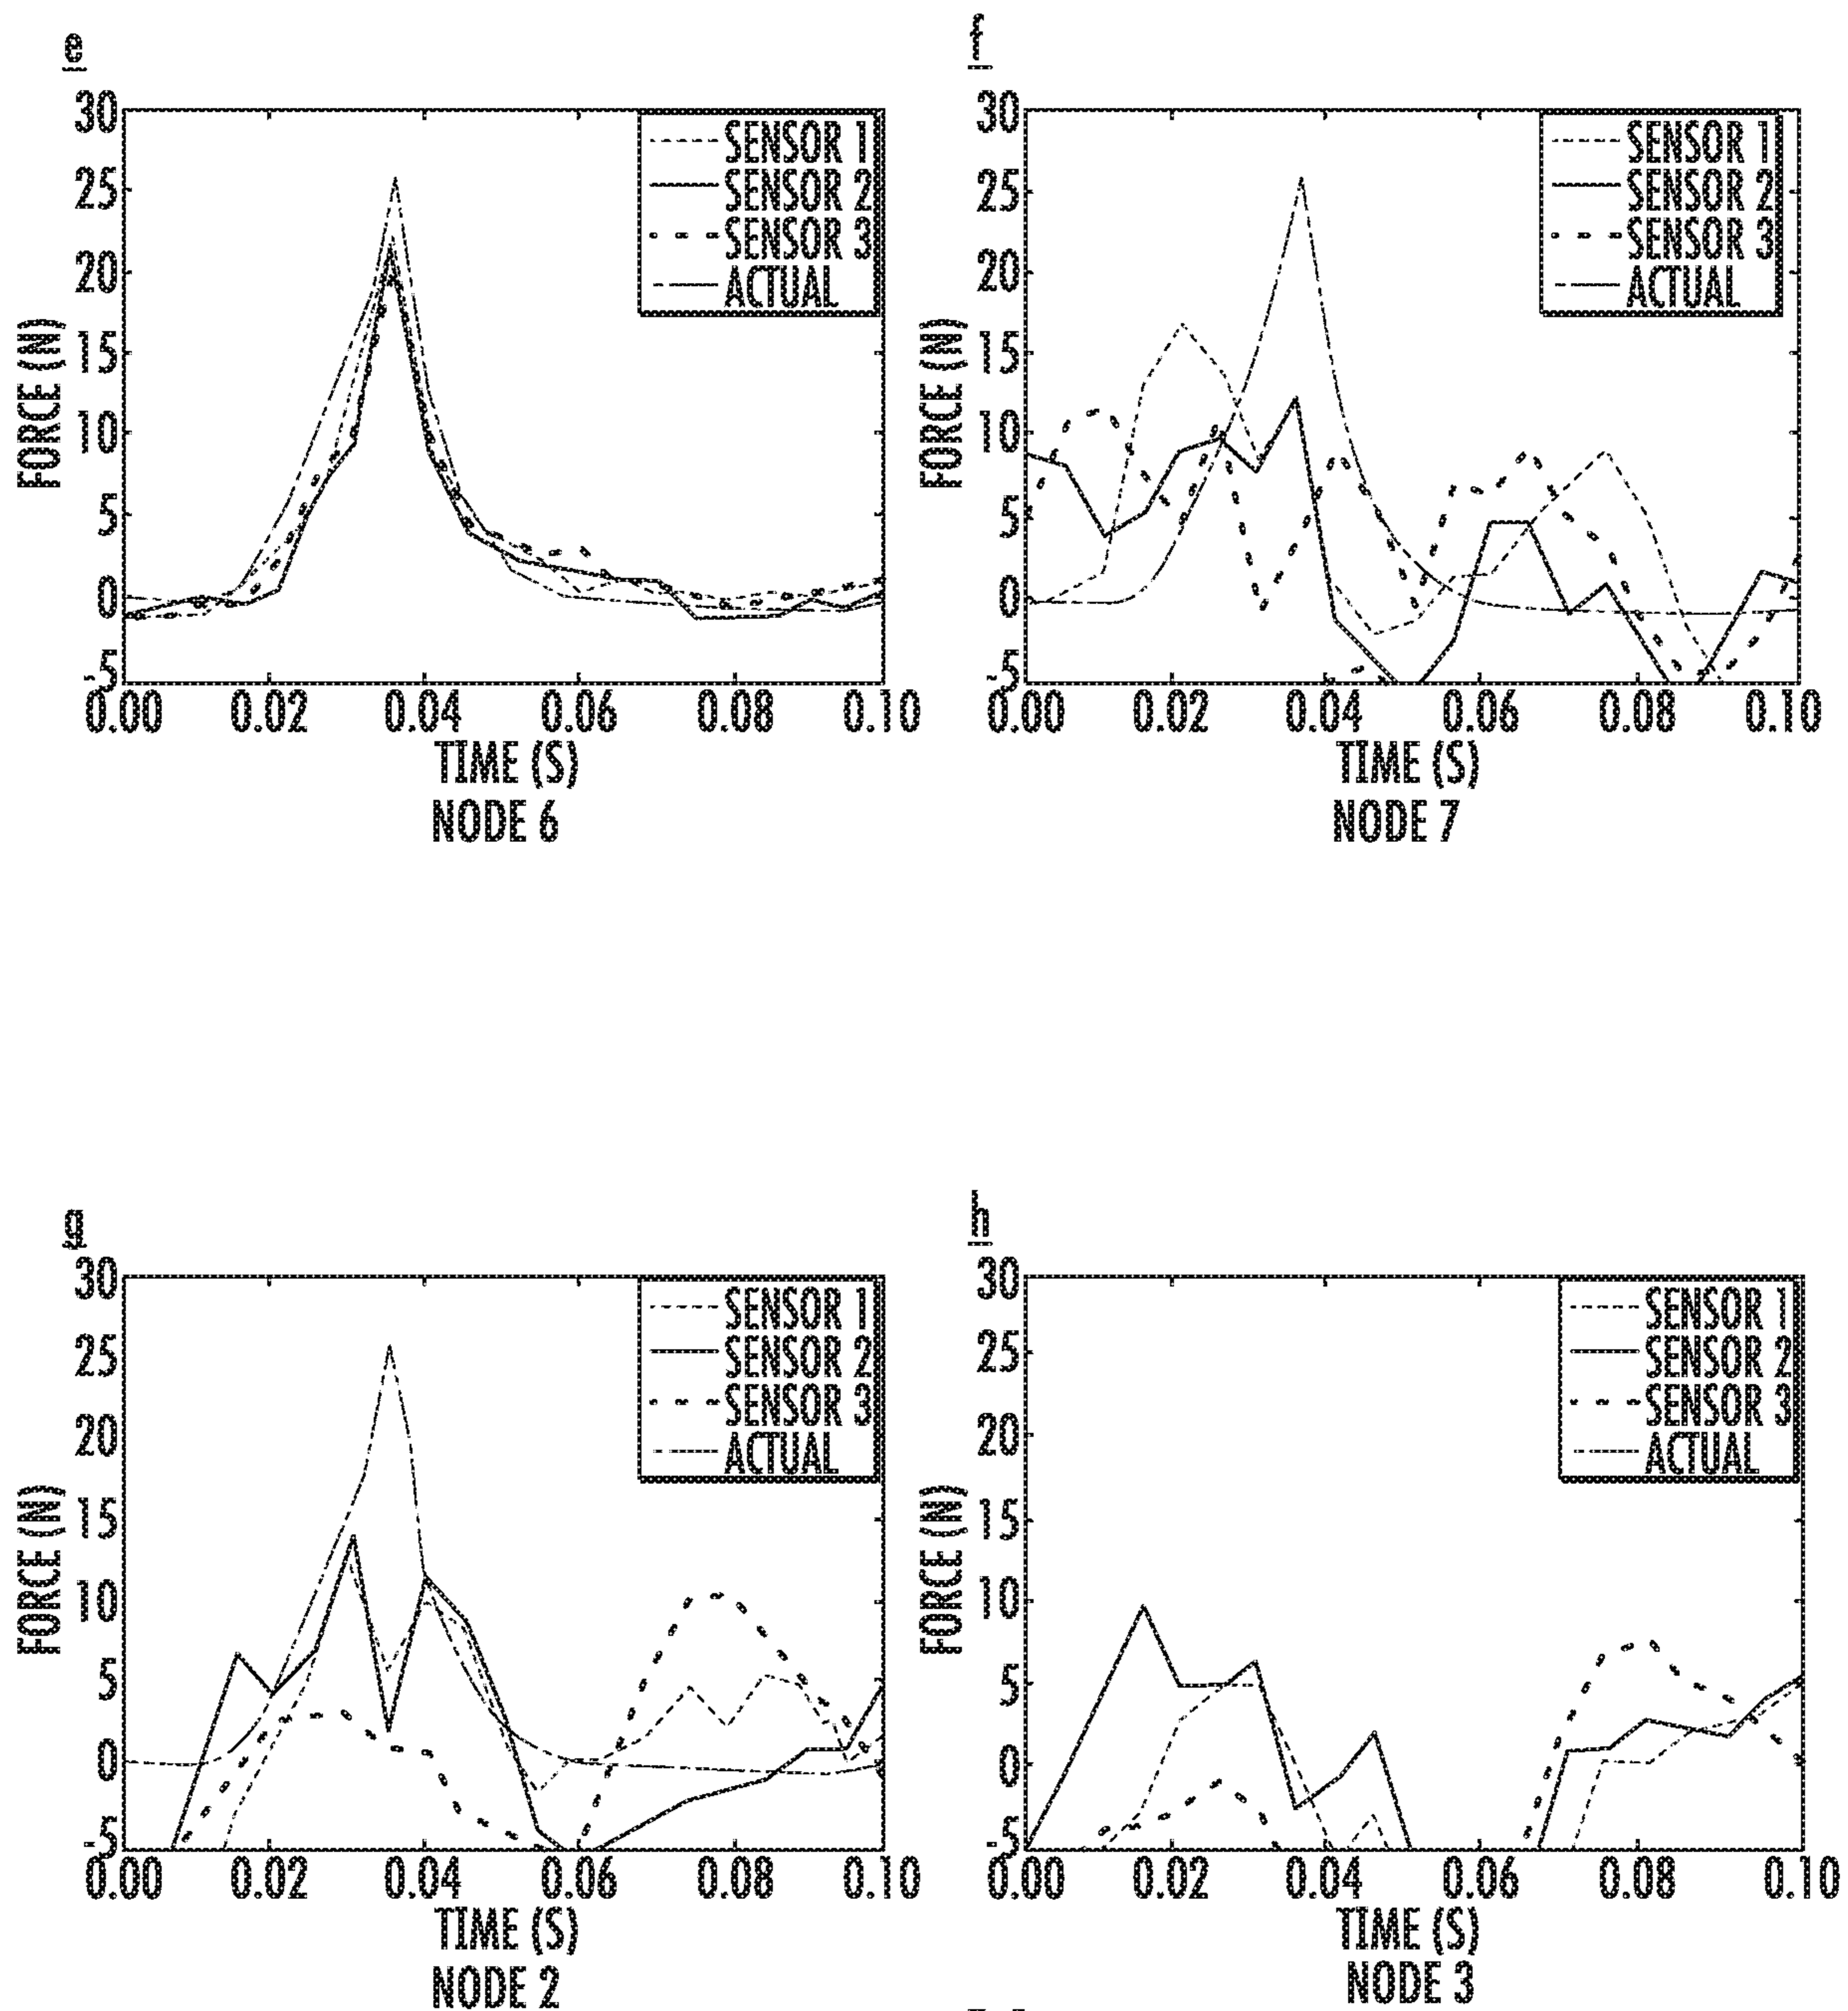 e
30
25
20
15
10
5
0
-5
FORCE (N)
SENSOR 1
SENSOR 2
SENSOR 3
ACTUAL
0.00 0.02 0.04 0.06 0.08 0.10
TIME (S)
NODE 6
f
30
25
20
15
10
5
0
-5
FORCE (N)
SENSOR 1
SENSOR 2
SENSOR 3
ACTUAL
0.00 0.02 0.04 0.06 0.08 0.10
TIME (S)
NODE 7
g
30
25
20
15
10
5
0
-5
FORCE (N)
SENSOR 1
SENSOR 2
SENSOR 3
ACTUAL
0.00 0.02 0.04 0.06 0.08 0.10
TIME (S)
NODE 2
h
30
25
20
15
10
5
0
-5
FORCE (N)
SENSOR 1
SENSOR 2
SENSOR 3
ACTUAL
0.00 0.02 0.04 0.06 0.08 0.10
TIME (S)
NODE 3